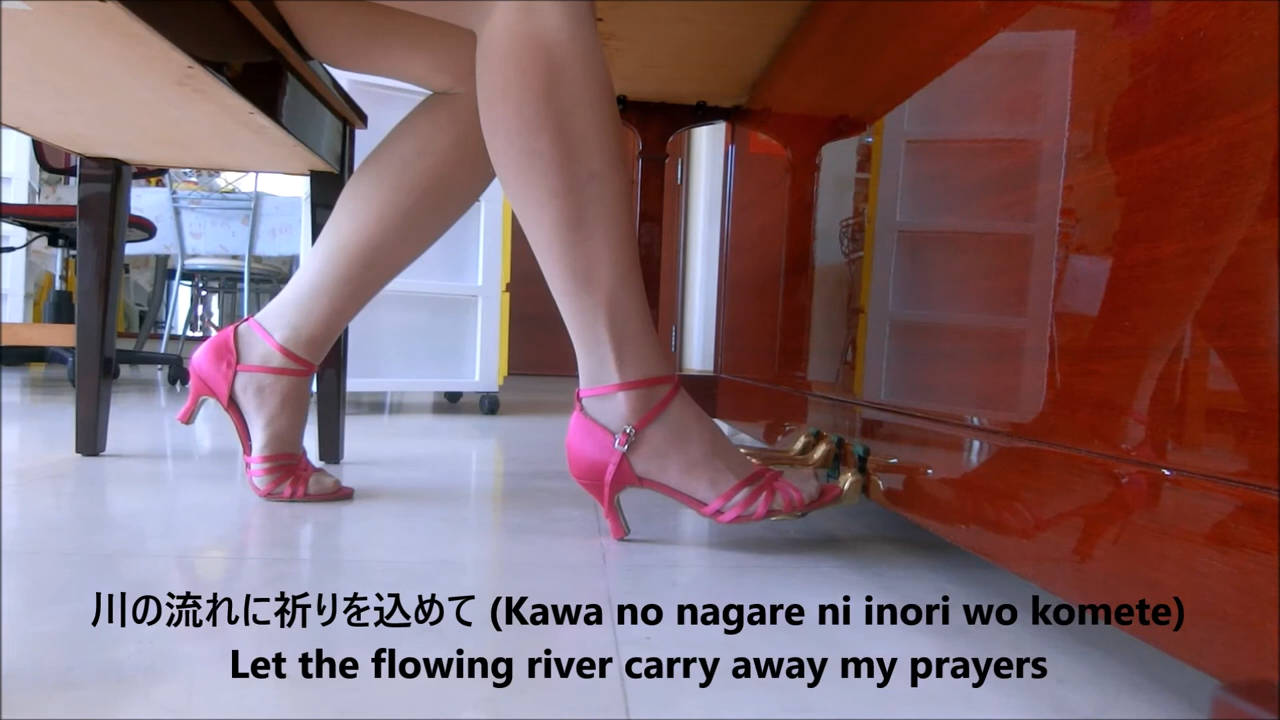 川の流れに祈りを込めて (Kawa no nagare ni inori wo komete)
Let the flowing river carry away my prayers